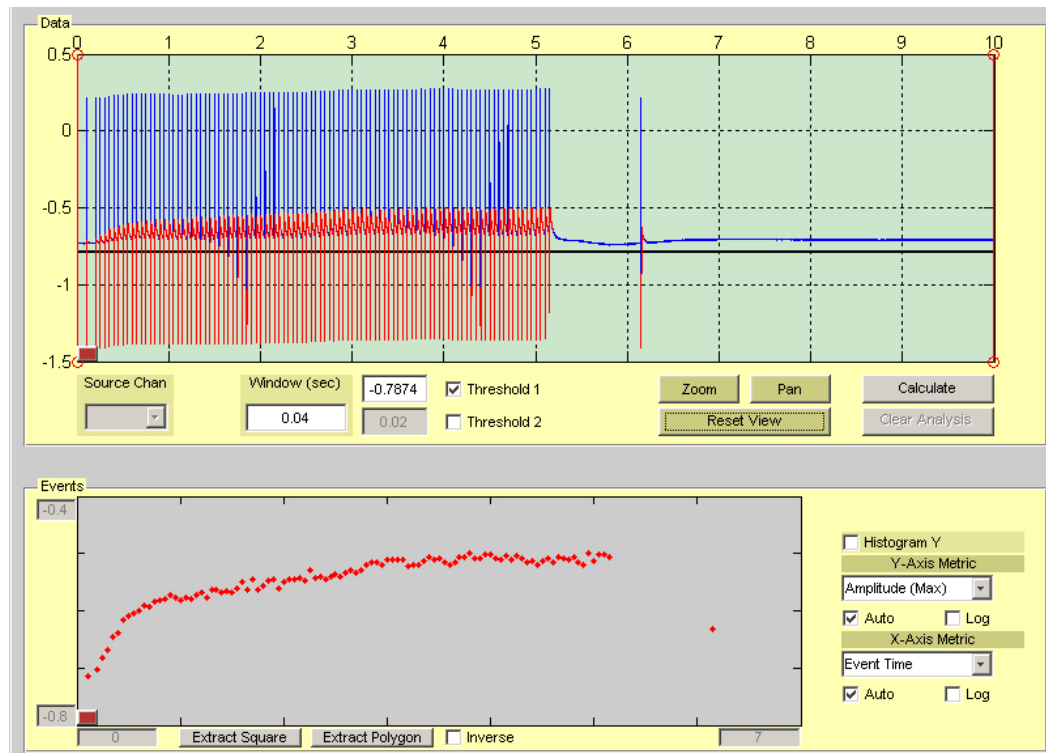 Data
0 1 2 3 4 5 6 7 8 9 10
0.5
0
-0.5
-1
-1.5
Source Chan
Window (sec)
-0.7874
Threshold 1
Zoom
Pan
Calculate
0.04
0.02
Threshold 2
Reset View
Clear Analysis
Events
-0.4
-0.8
0
Extract Square
Extract Polygon
Inverse
7
Histogram Y
Y-Axis Metric
Amplitude (Max)
Auto
Log
X-Axis Metric
Event Time
Auto
Log